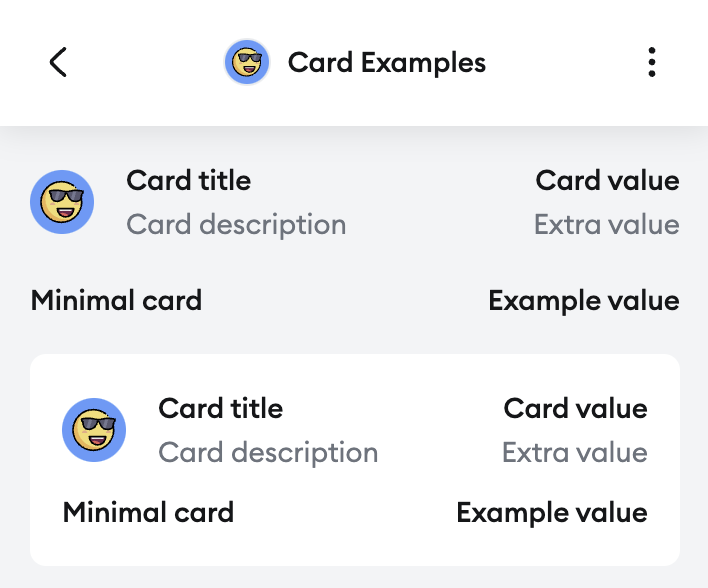 Card Examples
Card title Card value
Card description Extra value
Minimal card Example value
Card title Card value
Card description Extra value
Minimal card Example value